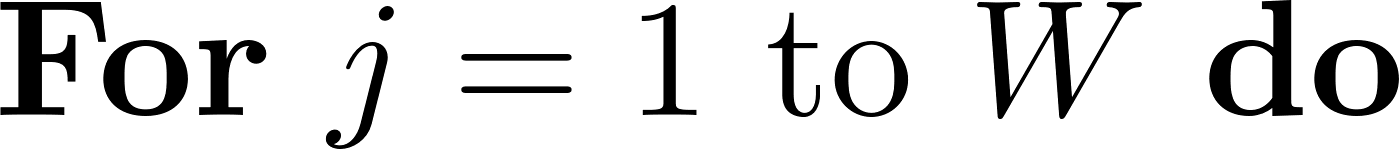 For j = 1 to W do